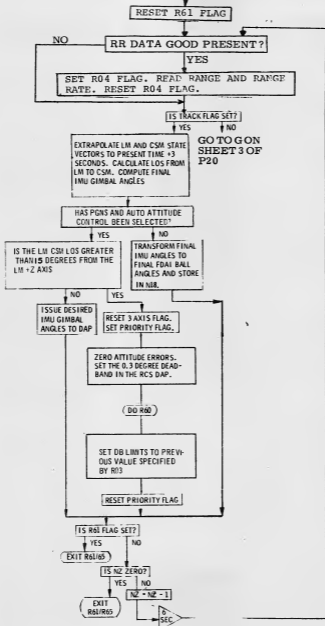 RESET R61 FLAG
NO
RR DATA GOOD PRESENT?
YES
SET R04 FLAG. READ RANGE AND RANGE
RATE. RESET R04 FLAG.
IS TRACK FLAG SET?
YES
NO
GO TO G ON
SHEET 3 OF
P20
EXTRAPOLATE LM AND CSM STATE
VECTORS TO PRESENT TIME +3
SECONDS. CALCULATE LOS FROM
LM TO CSM. COMPUTE FINAL
IMU GIMBAL ANGLES
HAS PGNS AND AUTO ATTITUDE
CONTROL BEEN SELECTED?
YES
NO
IS THE LM CSM LOS GREATER
THAN 15 DEGREES FROM THE
LM +Z AXIS
TRANSFORM FINAL
IMU ANGLES TO
FINAL FDAI BALL
ANGLES AND STORE
IN N18.
NO
YES
ISSUE DESIRED
IMU GIMBAL
ANGLES TO DAP
RESET 3 AXIS FLAG.
SET PRIORITY FLAG.
ZERO ATTITUDE ERRORS.
SET THE 0.3 DEGREE DEAD-
BAND IN THE RCS DAP.
DO R60
SET DB LIMITS TO PREVI-
OUS VALUE SPECIFIED
BY R03
RESET PRIORITY FLAG
IS R61 FLAG SET?
YES
NO
EXIT R61/65
IS NZ ZERO?
YES
NO
EXIT
R61/R65
NZ = NZ - 1
6
SEC